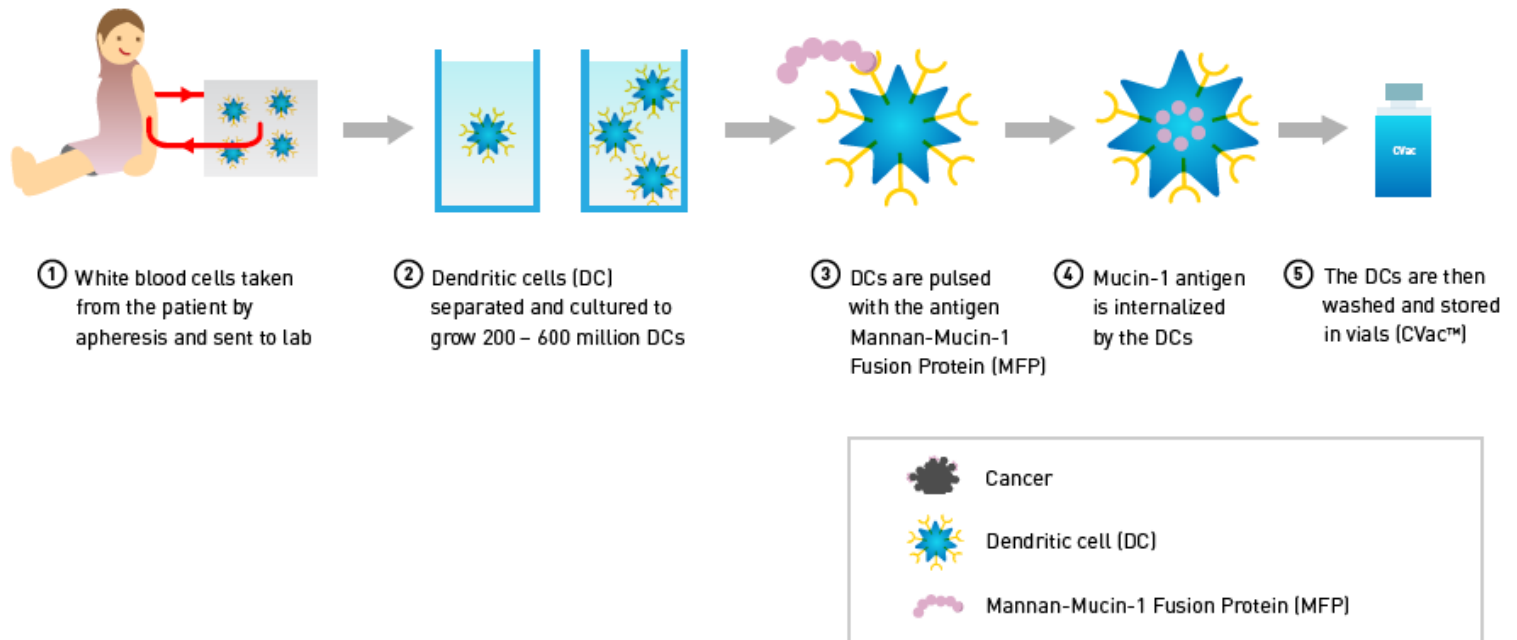 CVac
1 White blood cells taken
from the patient by
apheresis and sent to lab
2 Dendritic cells (DC)
separated and cultured to
grow 200 – 600 million DCs
3 DCs are pulsed
with the antigen
Mannan-Mucin-1
Fusion Protein (MFP)
4 Mucin-1 antigen
is internalized
by the DCs
5 The DCs are then
washed and stored
in vials (CVac™)
Cancer
Dendritic cell (DC)
Mannan-Mucin-1 Fusion Protein (MFP)